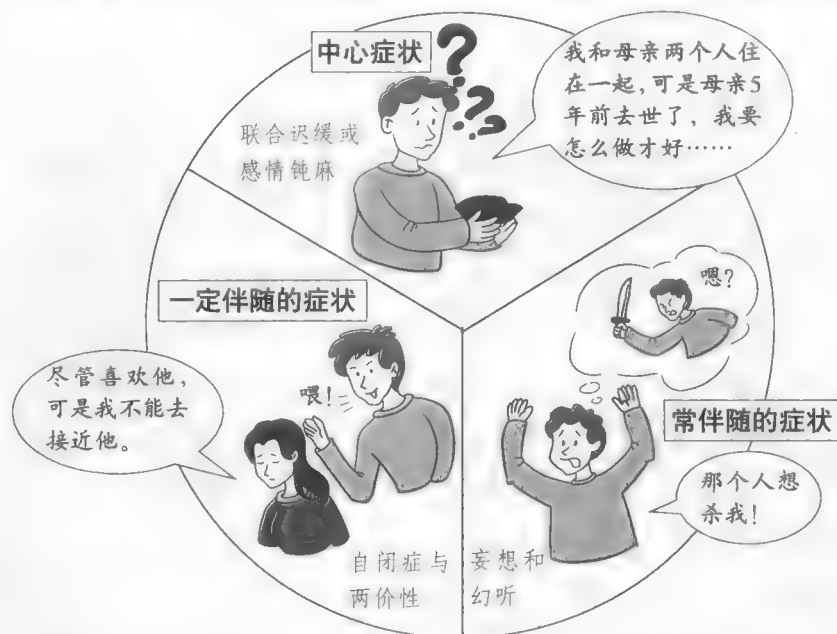 中心症状
联合迟缓或
感情钝麻
我和母亲两个人住
在一起，可是母亲5
年前去世了，我要
怎么做才好……
一定伴随的症状
尽管喜欢他，
可是我不能去
接近他。
喂！
自闭症与
两价性
嗯？
常伴随的症状
那个人想
杀我！
妄想和
幻听